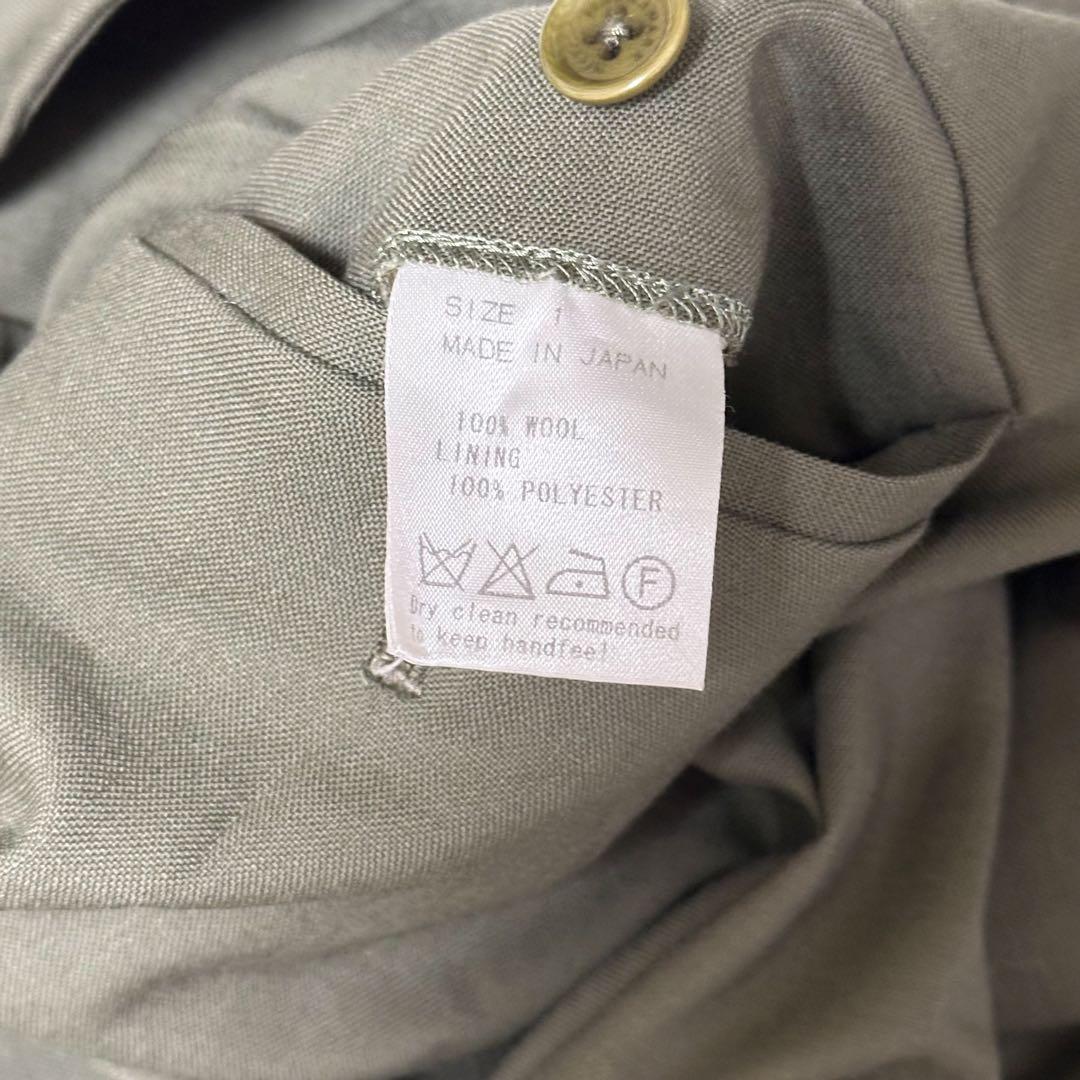 SIZE 1
MADE IN JAPAN
100% WOOL
LINING
100% POLYESTER
F
Dry clean recommended
to keep handfeel